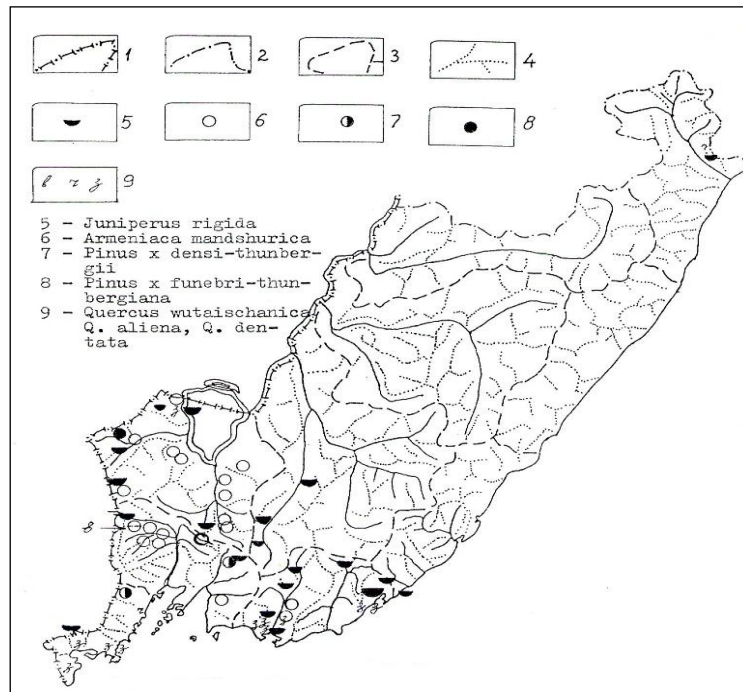 1 2 3 4
5 6 7 8
в г з 9
5 - Juniperus rigida
6 - Armeniaca mandshurica
7 - Pinus x densi-thunber-
gii
8 - Pinus x funebri-thun-
bergiana
9 - Quercus wutaischanica
Q. aliena, Q. den-
tata
?
в